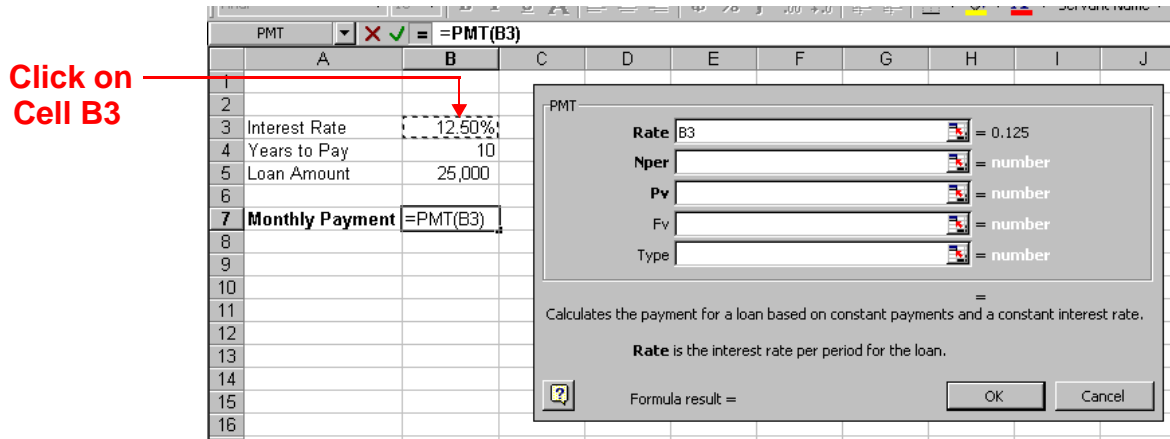 PMT = =PMT(B3)
A B C D E F G H I J
Click on
Cell B3
1
2
3 Interest Rate 12.50%
4 Years to Pay 10
5 Loan Amount 25,000
6
7 Monthly Payment =PMT(B3)
8
9
10
11
12
13
14
15
16
PMT
Rate B3 = 0.125
Nper = number
Pv = number
Fv = number
Type = number
=
Calculates the payment for a loan based on constant payments and a constant interest rate.
Rate is the interest rate per period for the loan.
? Formula result = OK Cancel